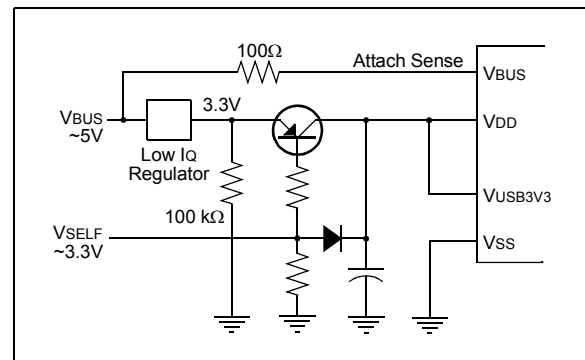 100Ω
Attach Sense
VBUS
VBUS
~5V
3.3V
VDD
Low IQ
Regulator
100 kΩ
VUSB3V3
VSELF
~3.3V
VSS